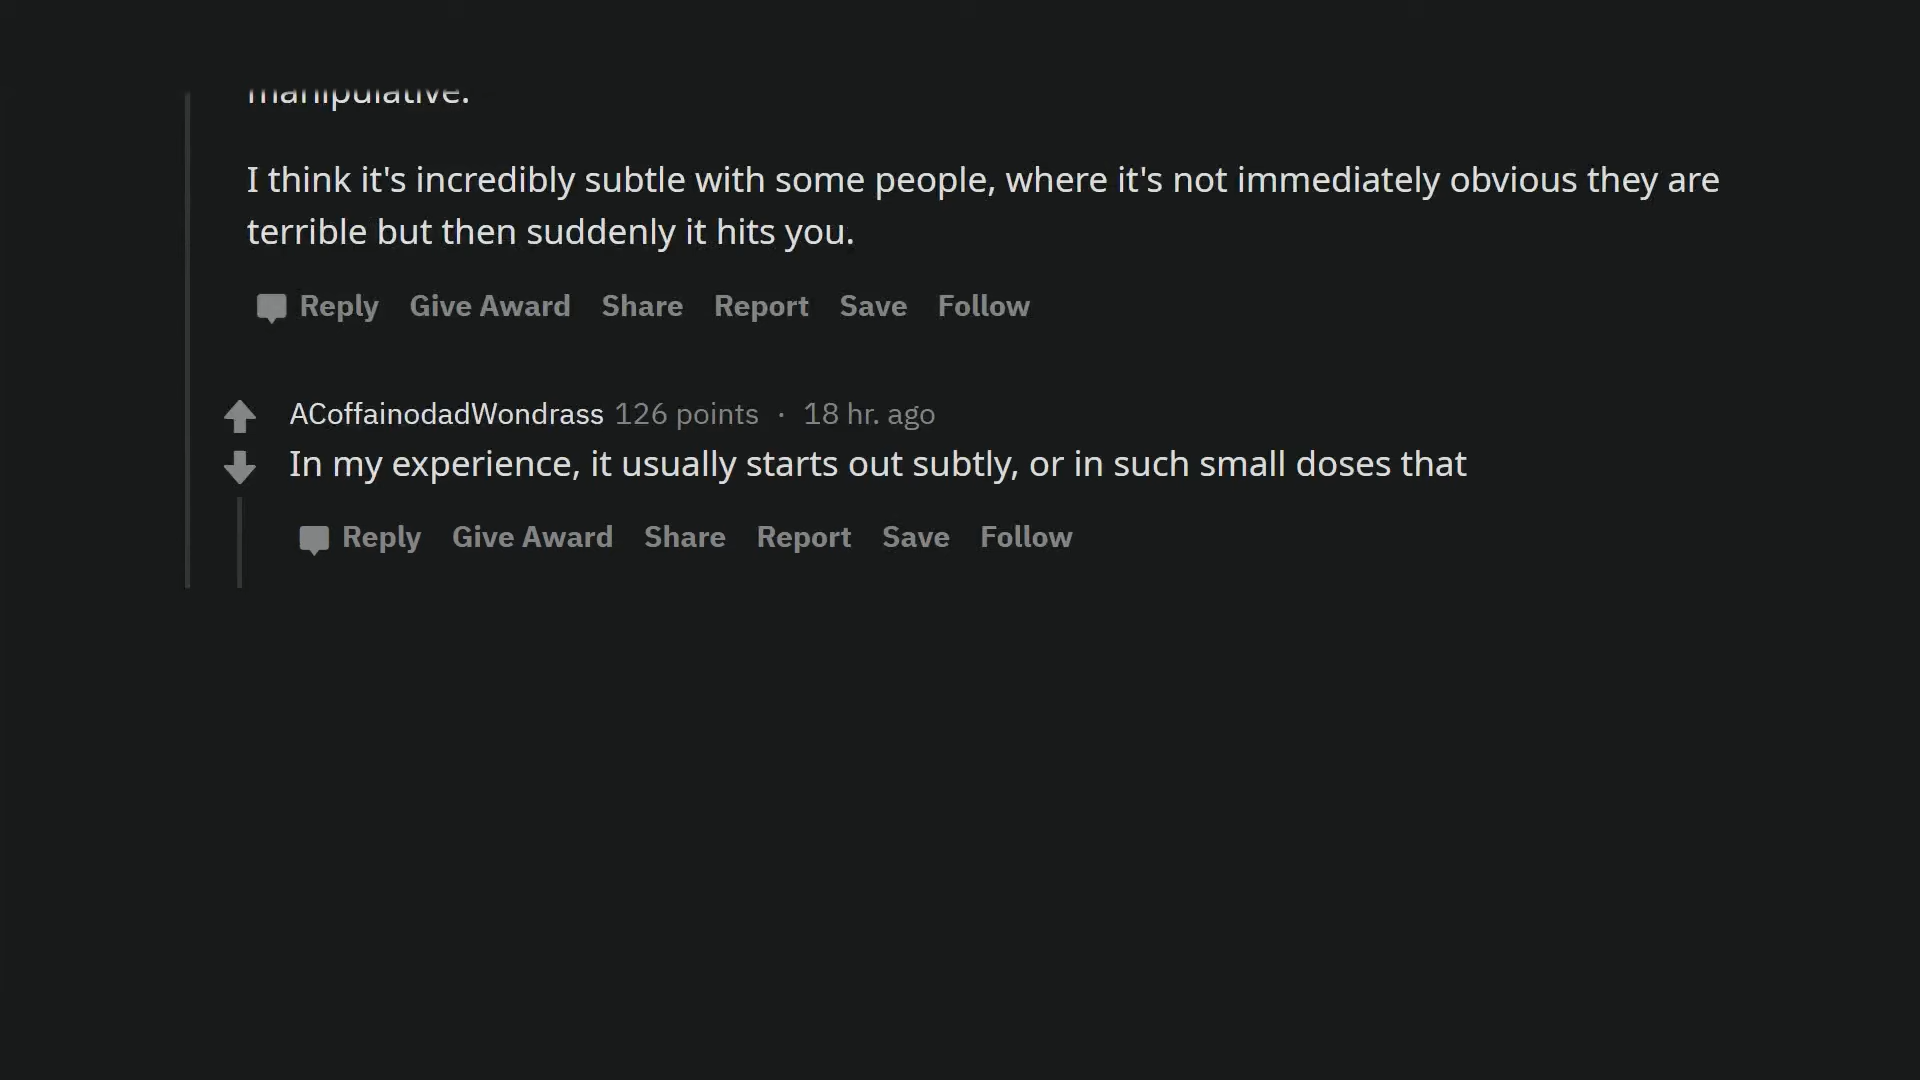 manipulative.
I think it's incredibly subtle with some people, where it's not immediately obvious they are
terrible but then suddenly it hits you.
Reply Give Award Share Report Save Follow
ACoffainodadWondrass 126 points · 18 hr. ago
In my experience, it usually starts out subtly, or in such small doses that
Reply Give Award Share Report Save Follow